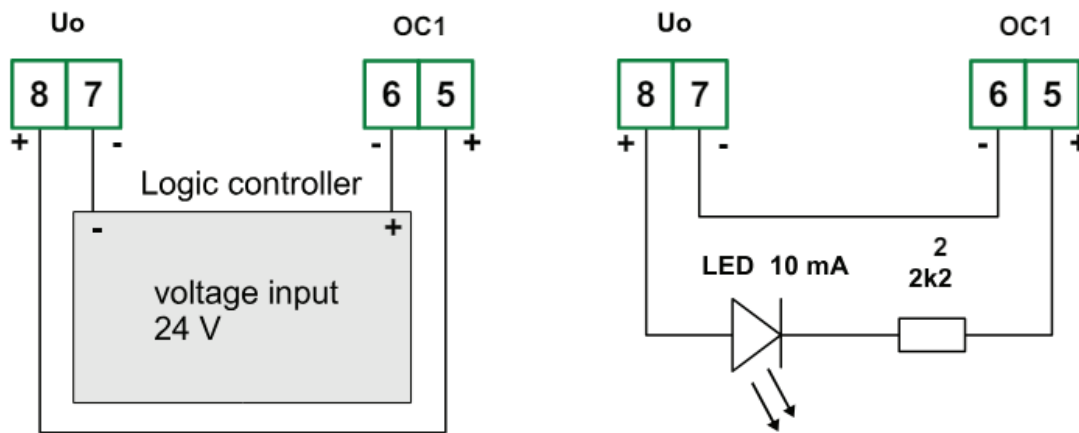 Uo OC1
8 7 6 5
+ - - +
Logic controller
- +
voltage input
24 V
Uo OC1
8 7 6 5
+ - - +
2
LED 10 mA 2k2